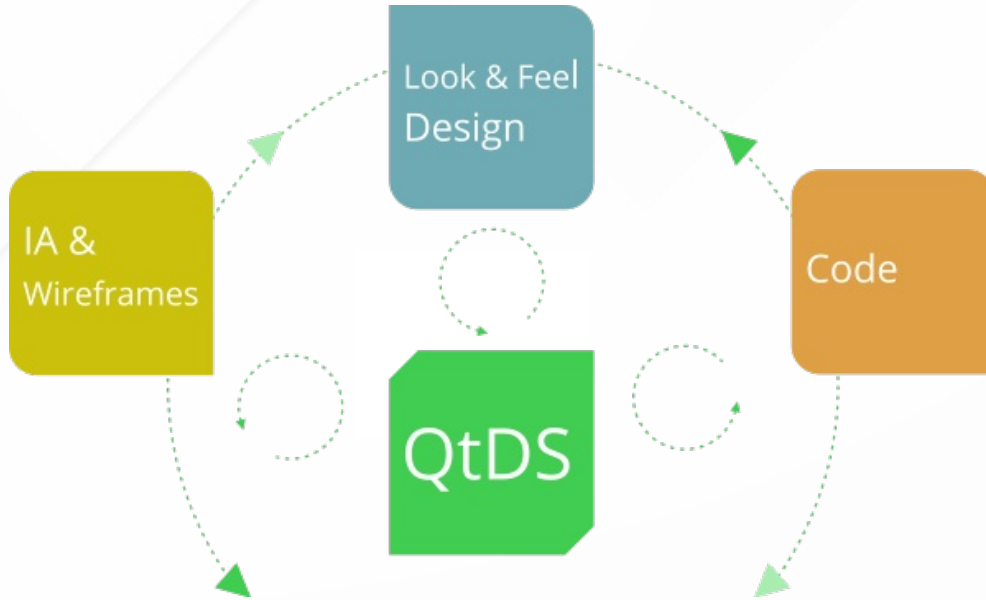 Look & Feel
Design
IA &
Wireframes
Code
QtDS